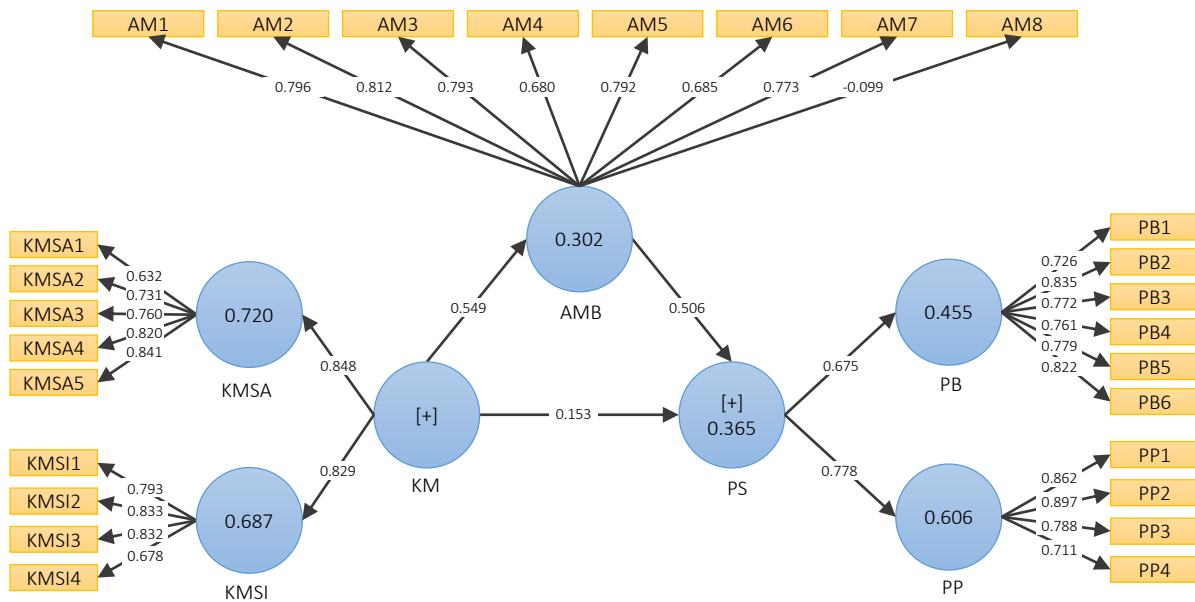 AM1 AM2 AM3 AM4 AM5 AM6 AM7 AM8
0.796 0.812 0.793 0.680 0.792 0.685 0.773 -0.099
0.302
AMB
KMSA1
KMSA2
KMSA3
KMSA4
KMSA5
0.632
0.731
0.760
0.820
0.841
0.720
KMSA
0.549
0.506
0.848
[+]
KM
0.153
[+]
0.365
PS
0.829
KMSI1
KMSI2
KMSI3
KMSI4
0.793
0.833
0.832
0.678
0.687
KMSI
0.675
0.455
PB
0.726
0.835
0.772
0.761
0.779
0.822
PB1
PB2
PB3
PB4
PB5
PB6
0.778
0.606
PP
0.862
0.897
0.788
0.711
PP1
PP2
PP3
PP4